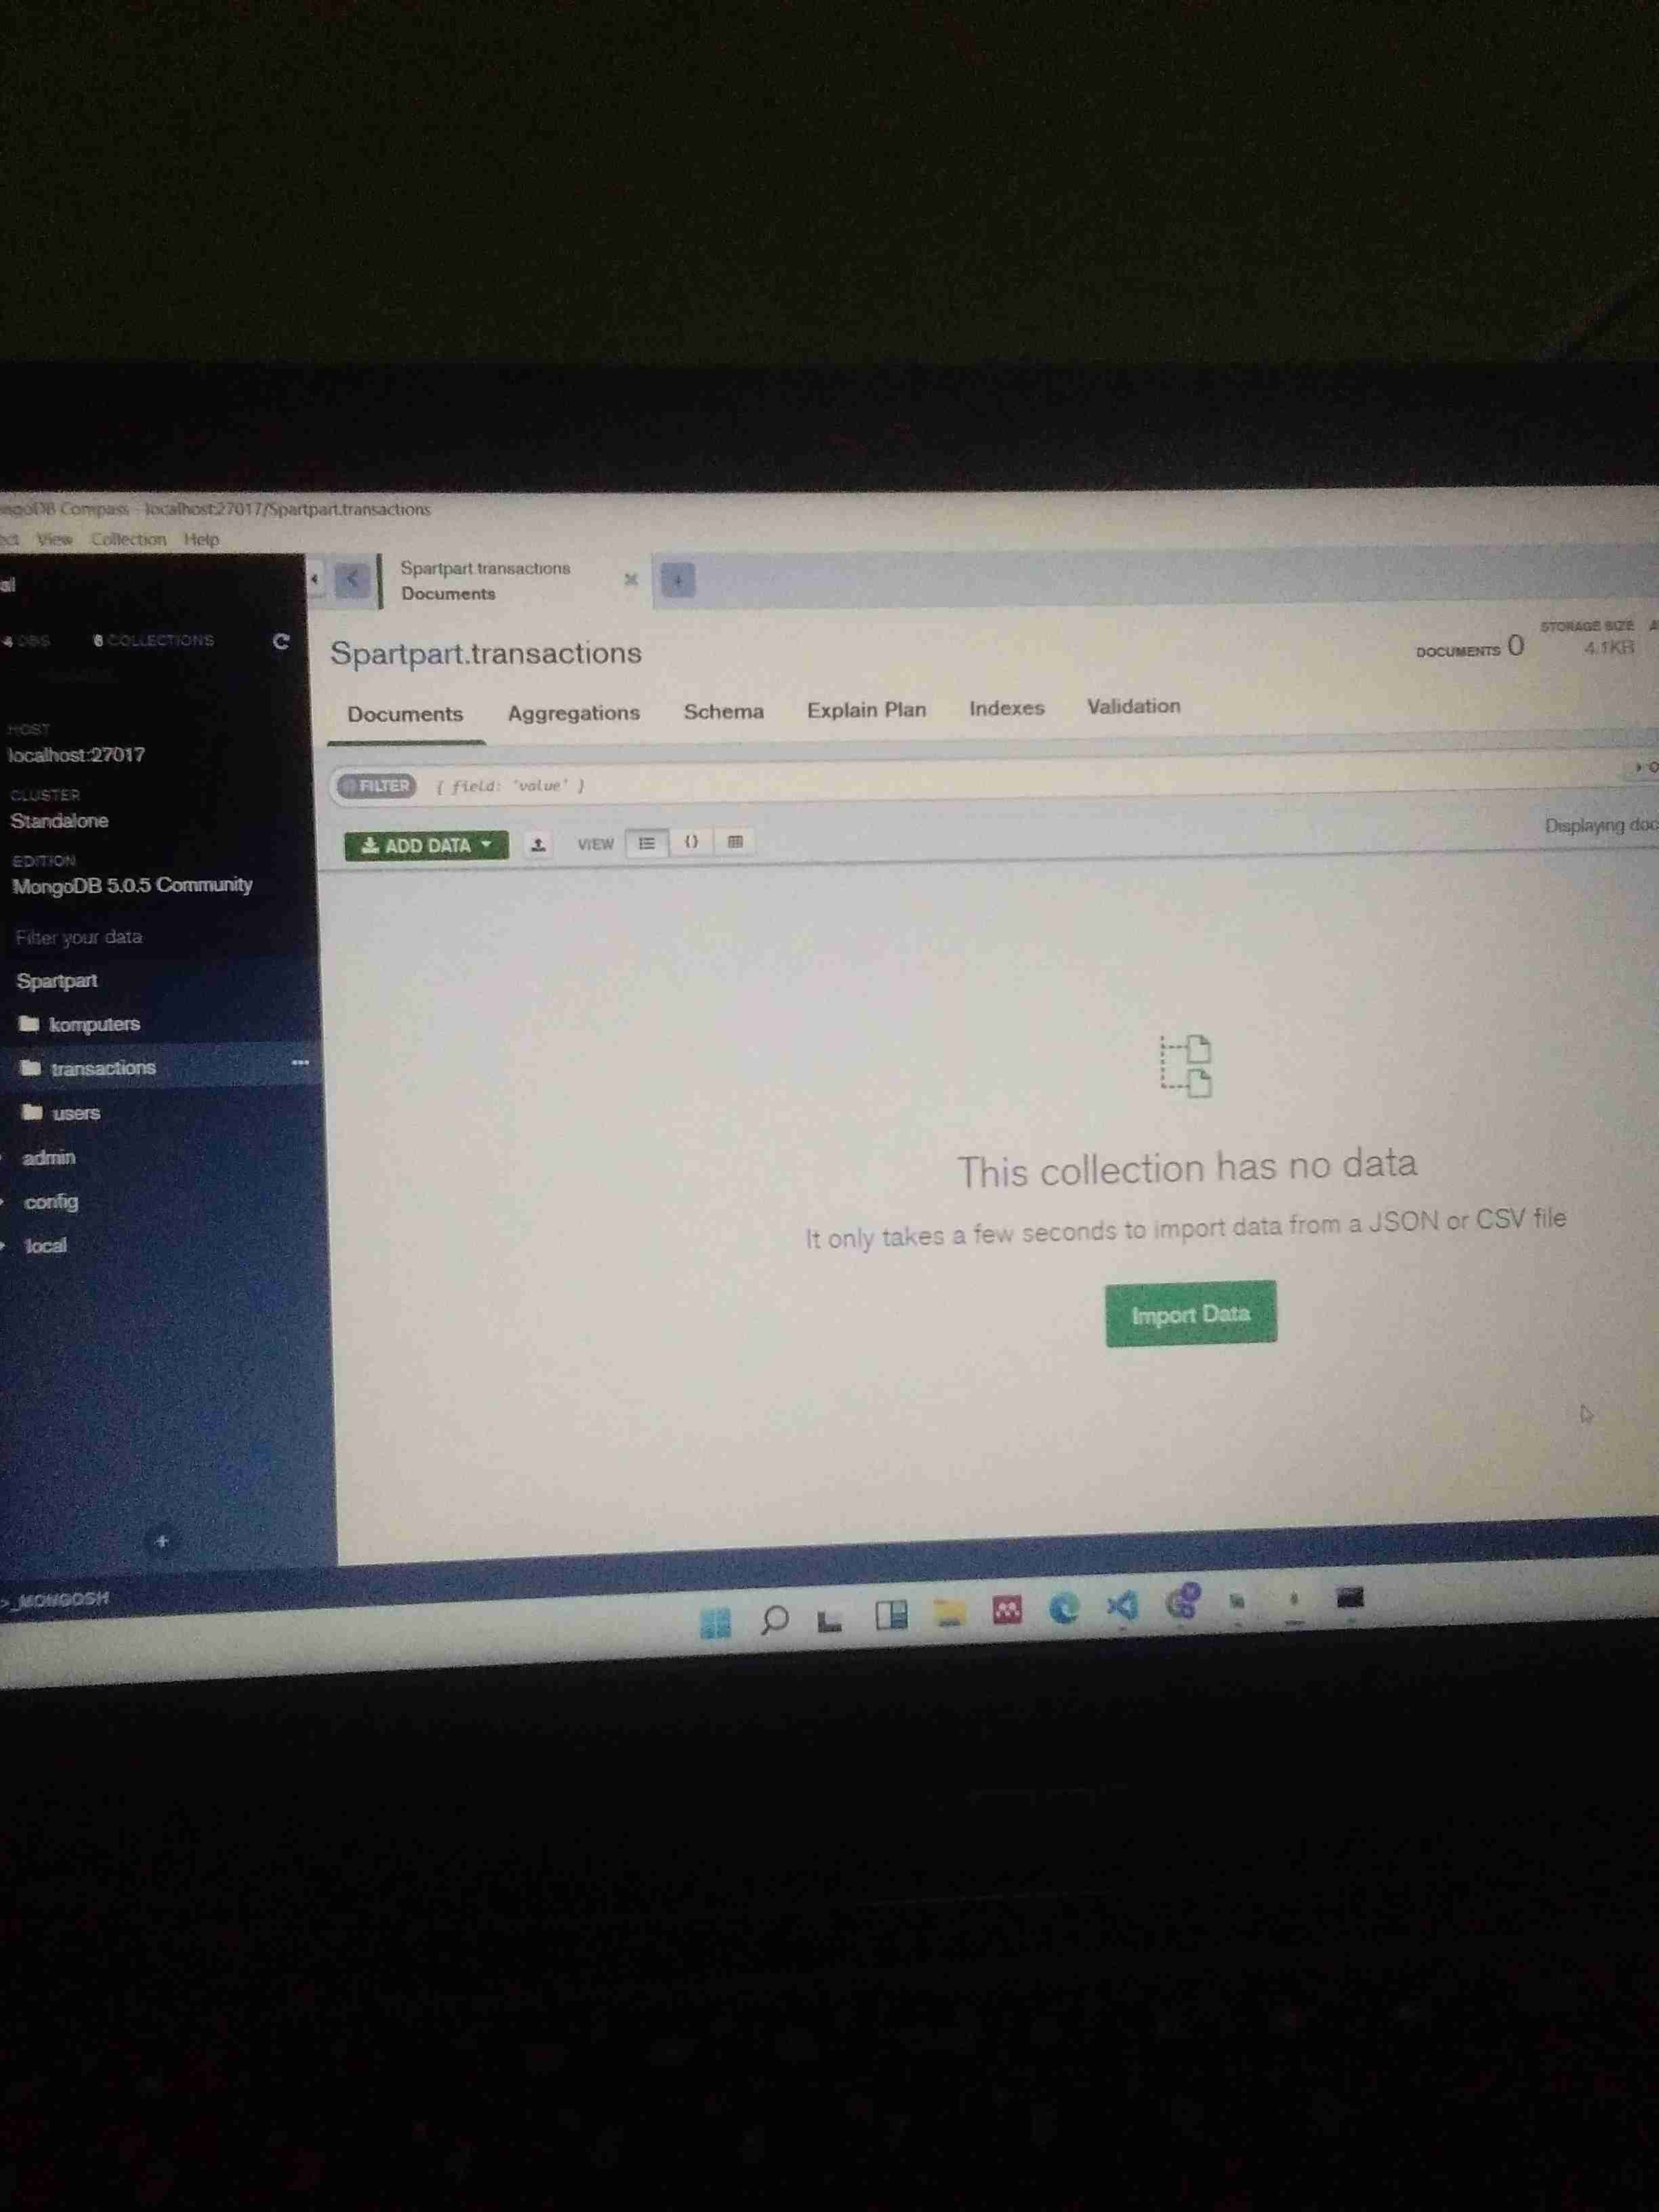 ngoDB Compass - localhost:27017/Spartpart.transactions
ect View Collection Help
al
Spartpart.transactions
Documents
4 DBS 6 COLLECTIONS
Spartpart.transactions
DOCUMENTS 0
STORAGE SIZE
4.1KB
Documents Aggregations Schema Explain Plan Indexes Validation
HOST
localhost:27017
FILTER { field: 'value' }
CLUSTER
Standalone
ADD DATA VIEW {}
Displaying doc
EDITION
MongoDB 5.0.5 Community
Filter your data
Spartpart
komputers
transactions
users
admin
config
local
This collection has no data
It only takes a few seconds to import data from a JSON or CSV file
Import Data
>_MONGOSH